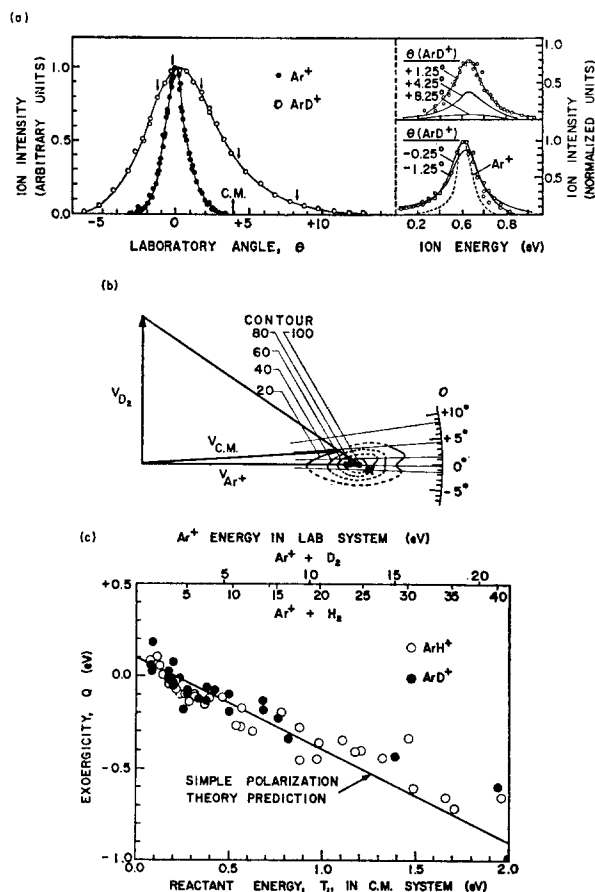 (a)
ION INTENSITY
(ARBITRARY UNITS)
1.0
0.5
0.0
Ar+
ArD+
C.M.
-5
0
+5
+10
LABORATORY ANGLE, θ
θ(ArD+)
+1.25°
+4.25°
+8.25°
θ(ArD+)
-0.25°
-1.25°
Ar+
1.0
0.5
1.0
0.5
ION INTENSITY
(NORMALIZED UNITS)
0.2
0.6
0.8
ION ENERGY (eV)
(b)
CONTOUR
80
100
60
40
20
VD2
VC.M.
VAr+
+10°
+5°
0°
-5°
(c)
Ar+ ENERGY IN LAB SYSTEM (eV)
Ar+ + D2
5
10
15
20
5
10
15
20
25
30
35
40
Ar+ + H2
EXOERGICITY, Q (eV)
+0.5
0.0
-0.5
-1.0
ArH+
ArD+
SIMPLE POLARIZATION
THEORY PREDICTION
0
0.5
1.0
1.5
2.0
REACTANT ENERGY, T11, IN C.M. SYSTEM (eV)